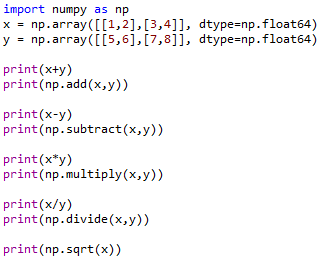 import numpy as np
x = np.array([[1,2],[3,4]], dtype=np.float64)
y = np.array([[5,6],[7,8]], dtype=np.float64)
print(x+y)
print(np.add(x,y))
print(x-y)
print(np.subtract(x,y))
print(x*y)
print(np.multiply(x,y))
print(x/y)
print(np.divide(x,y))
print(np.sqrt(x))